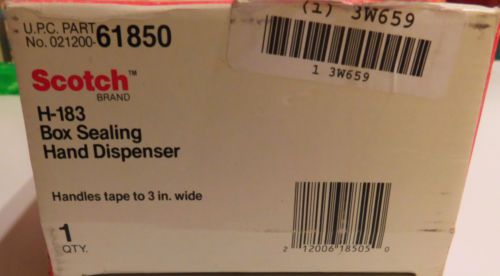 U.P.C. PART
No. 021200-61850
(1) 3W659
1 3W659
Scotch™
BRAND
H-183
Box Sealing
Hand Dispenser
Handles tape to 3 in. wide
1
QTY.
2 12006 18505 0